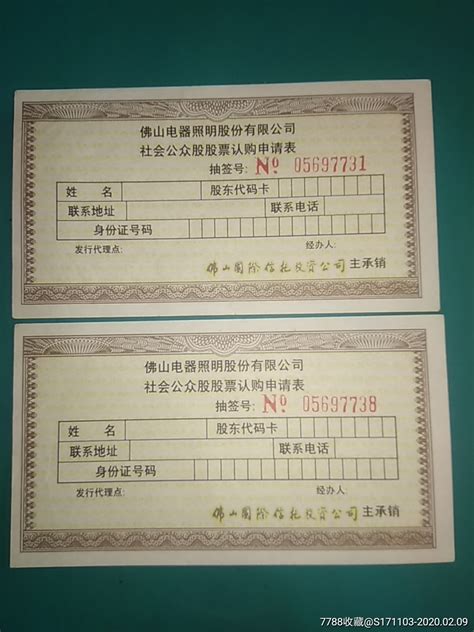 佛山电器照明股份有限公司
社会公众股股票认购申请表
抽签号: № 05697731
姓 名 股东代码卡
联系地址 联系电话
身份证号码
发行代理点: 经办人:
佛山国际信托投资公司 主承销
佛山电器照明股份有限公司
社会公众股股票认购申请表
抽签号: № 05697738
姓 名 股东代码卡
联系地址 联系电话
身份证号码
发行代理点: 经办人:
佛山国际信托投资公司 主承销
7788收藏@S171103-2020.02.09